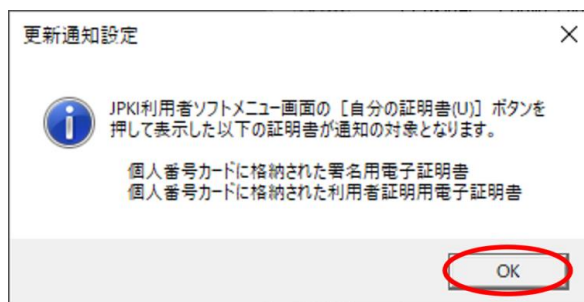 更新通知設定
JPKI利用者ソフトメニュー画面の［自分の証明書(U)］ボタンを
押して表示した以下の証明書が通知の対象となります。
個人番号カードに格納された署名用電子証明書
個人番号カードに格納された利用者証明用電子証明書
OK